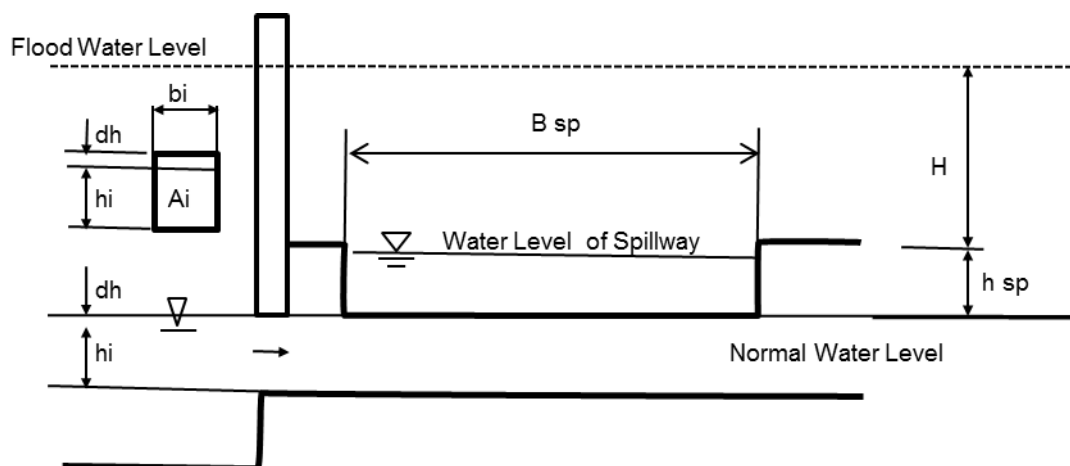 Flood Water Level
bi
B sp
dh
H
hi
Ai
Water Level of Spillway
h sp
dh
hi
Normal Water Level